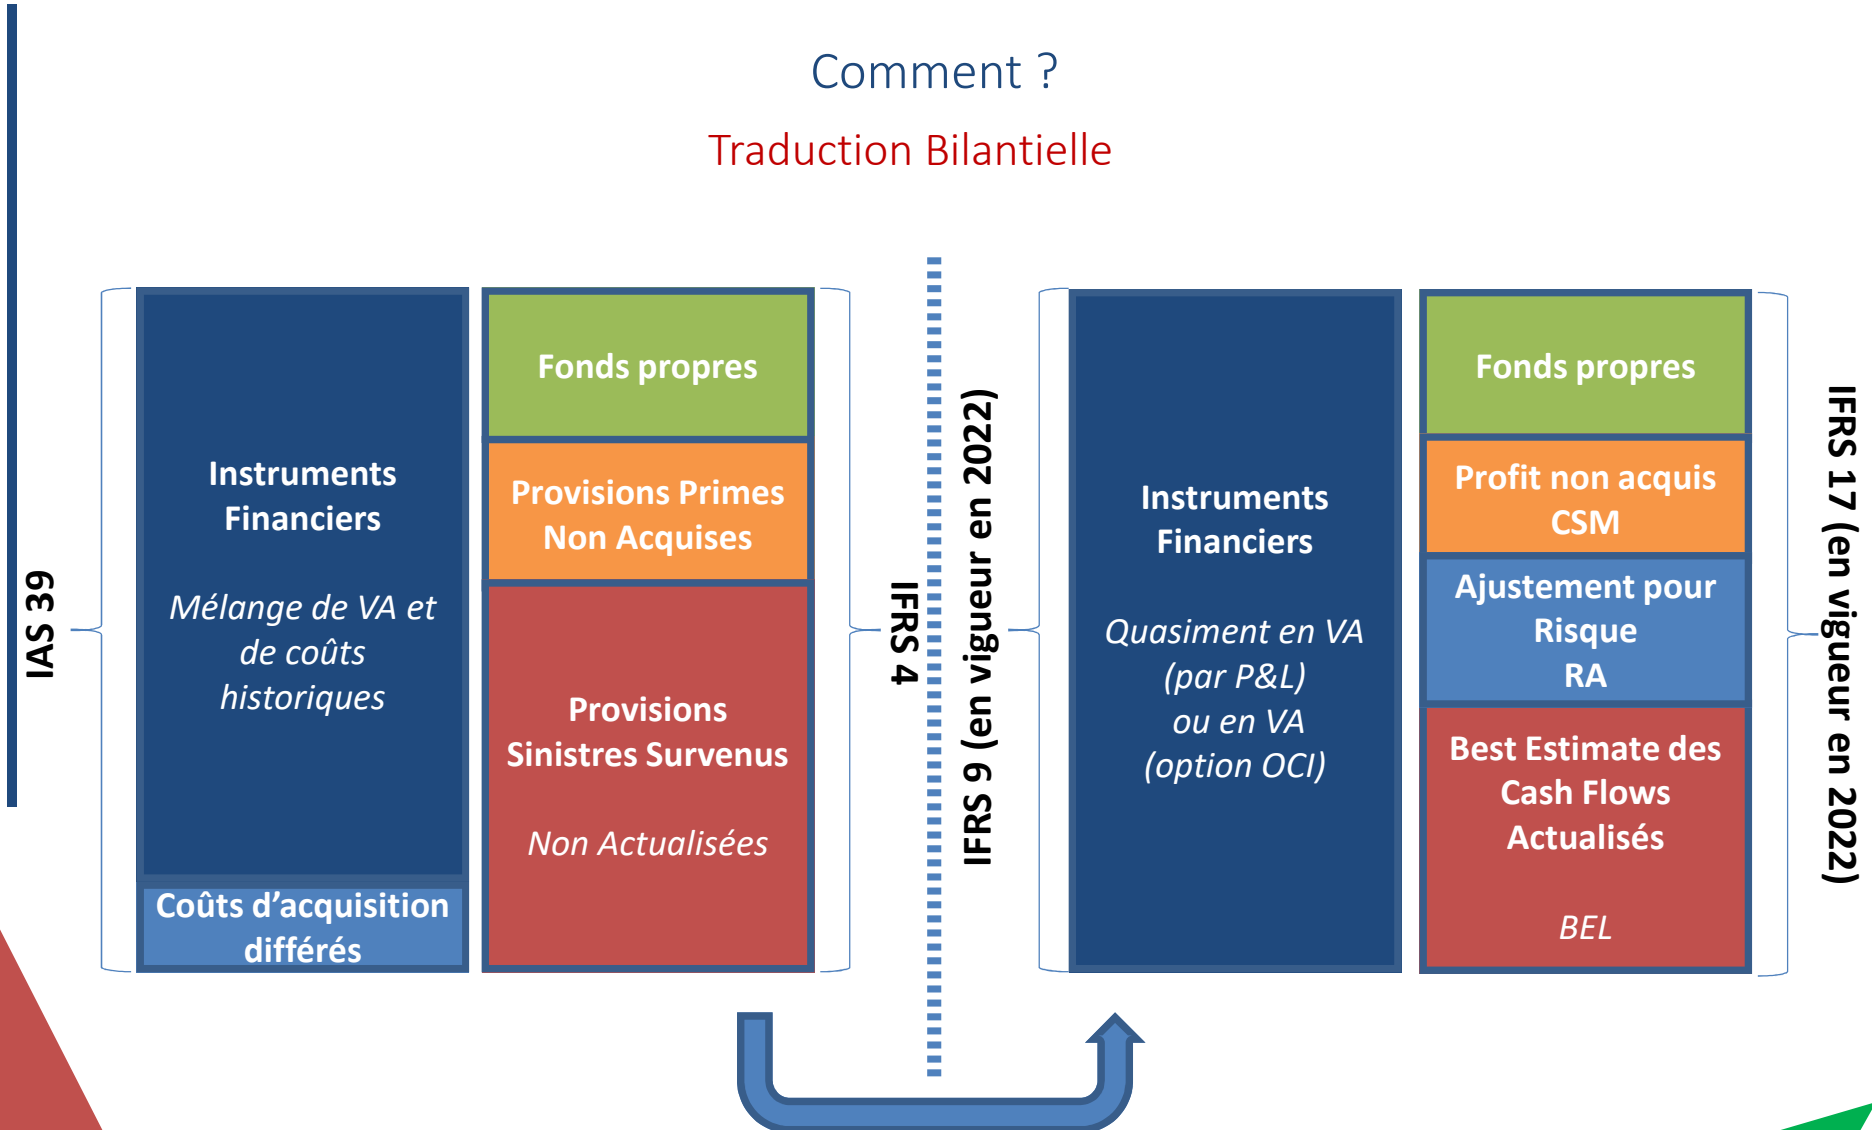 Comment ?
Traduction Bilantielle
IAS 39
Instruments
Financiers
Mélange de VA et
de coûts
historiques
Coûts d’acquisition
différés
Fonds propres
Provisions Primes
Non Acquises
Provisions
Sinistres Survenus
Non Actualisées
IFRS 4
IFRS 9 (en vigueur en 2022)
Instruments
Financiers
Quasiment en VA
(par P&L)
ou en VA
(option OCI)
Fonds propres
Profit non acquis
CSM
Ajustement pour
Risque
RA
Best Estimate des
Cash Flows
Actualisés
BEL
IFRS 17 (en vigueur en 2022)